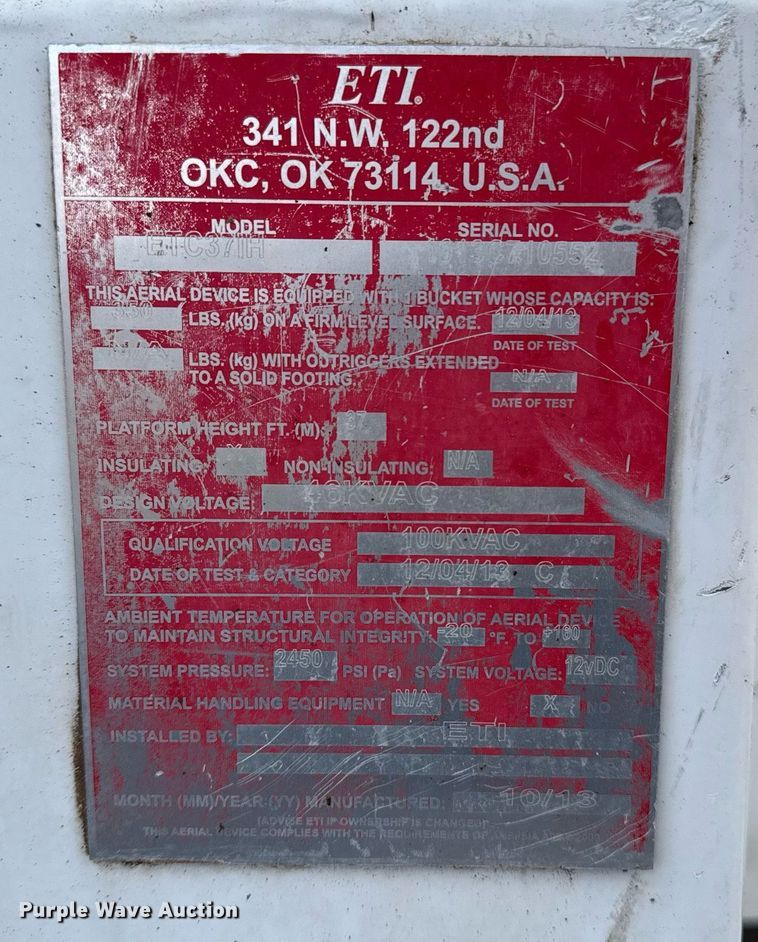 ETI®
341 N.W. 122nd
OKC, OK 73114, U.S.A.
MODEL SERIAL NO.
ETC37IH
THIS AERIAL DEVICE IS EQUIPPED WITH 1 BUCKET WHOSE CAPACITY IS:
350 LBS. (kg) ON A FIRM LEVEL SURFACE. 12/04/13
DATE OF TEST
N/A LBS. (kg) WITH OUTRIGGERS EXTENDED
TO A SOLID FOOTING. N/A
DATE OF TEST
PLATFORM HEIGHT FT. (M): 37
INSULATING: X NON-INSULATING: N/A
DESIGN VOLTAGE: 46KVAC
QUALIFICATION VOLTAGE 100KVAC
DATE OF TEST & CATEGORY 12/04/13 C
AMBIENT TEMPERATURE FOR OPERATION OF AERIAL DEVICE
TO MAINTAIN STRUCTURAL INTEGRITY: -20 °F. TO
SYSTEM PRESSURE: 2450 PSI (Pa) SYSTEM VOLTAGE: 12vDC
MATERIAL HANDLING EQUIPMENT N/A YES X NO
INSTALLED BY: ETI
MONTH (MM)/YEAR (YY) MANUFACTURED: 10/13
(ADVISE ETI IF OWNERSHIP IS CHANGED)
THIS AERIAL DEVICE COMPLIES WITH THE REQUIREMENTS OF
Purple Wave Auction